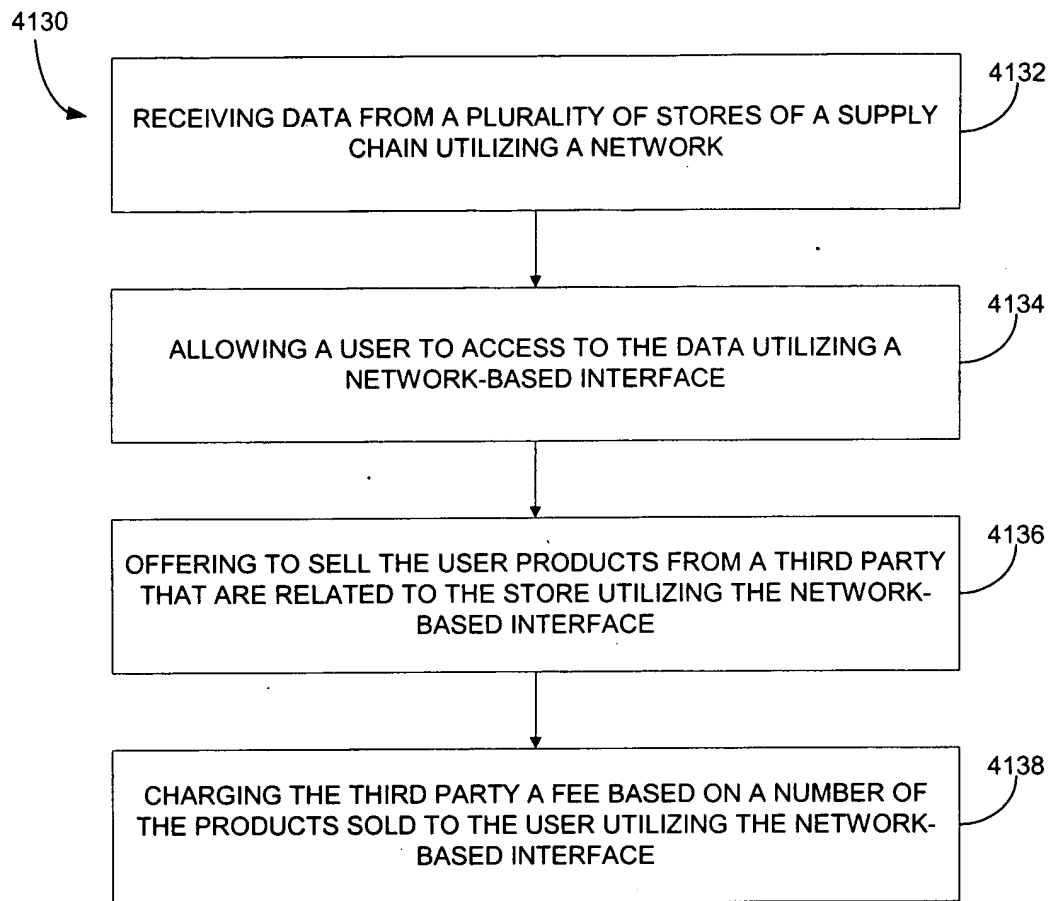 4130
4132
RECEIVING DATA FROM A PLURALITY OF STORES OF A SUPPLY
CHAIN UTILIZING A NETWORK
4134
ALLOWING A USER TO ACCESS TO THE DATA UTILIZING A
NETWORK-BASED INTERFACE
4136
OFFERING TO SELL THE USER PRODUCTS FROM A THIRD PARTY
THAT ARE RELATED TO THE STORE UTILIZING THE NETWORK-
BASED INTERFACE
4138
CHARGING THE THIRD PARTY A FEE BASED ON A NUMBER OF
THE PRODUCTS SOLD TO THE USER UTILIZING THE NETWORK-
BASED INTERFACE